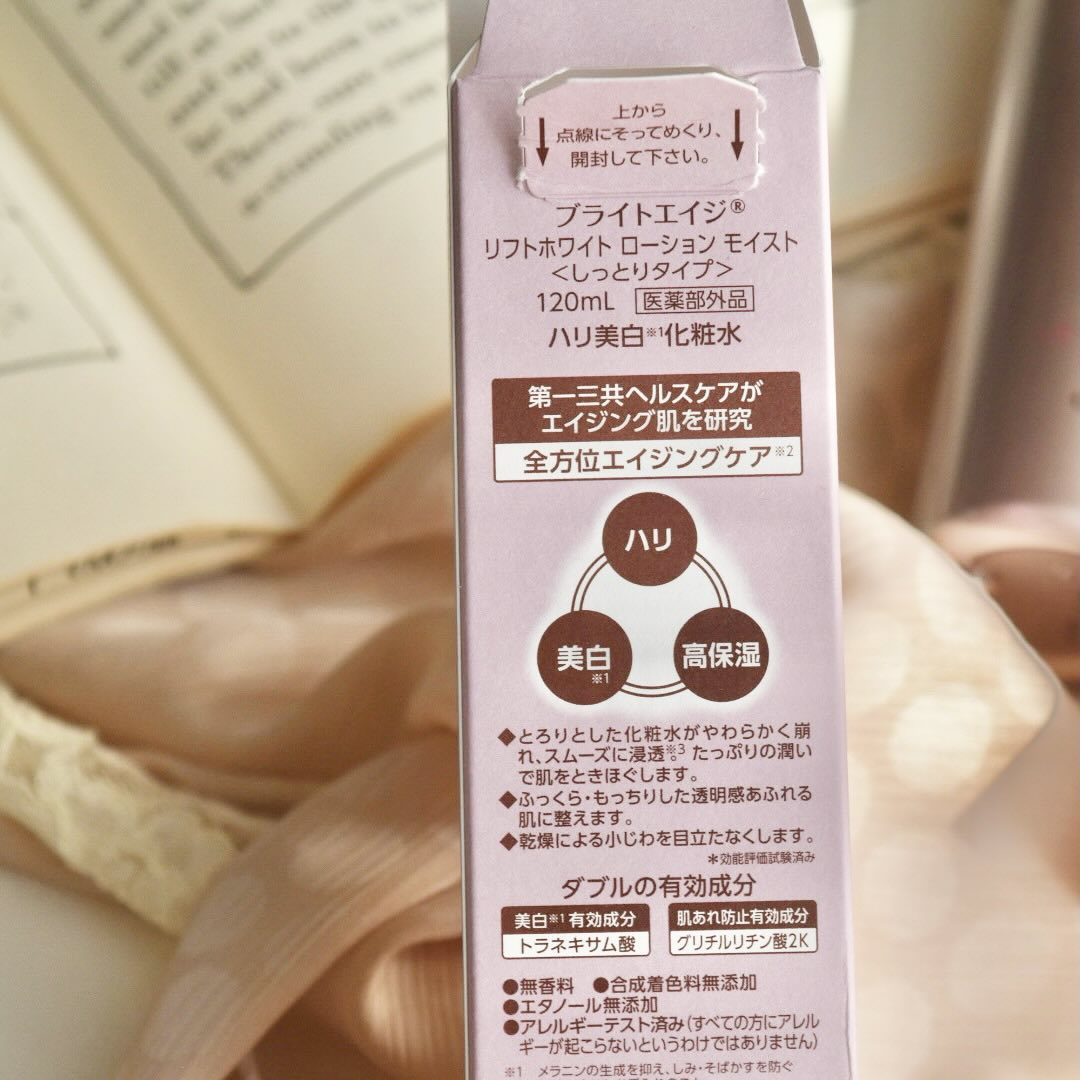 上から
点線にそってめくり、
開封して下さい。
ブライトエイジ®
リフトホワイト ローション モイスト
＜しっとりタイプ＞
120mL 医薬部外品
ハリ美白※1化粧水
第一三共ヘルスケアが
エイジング肌を研究
全方位エイジングケア※2
ハリ
美白※1
高保湿
◆とろりとした化粧水がやわらかく崩
れ、スムーズに浸透※3。たっぷりの潤い
で肌をときほぐします。
◆ふっくら・もっちりした透明感あふれる
肌に整えます。
◆乾燥による小じわを目立たなくします。
＊効能評価試験済み
ダブルの有効成分
美白※1有効成分
トラネキサム酸
肌あれ防止有効成分
グリチルリチン酸2K
●無香料 ●合成着色料無添加
●エタノール無添加
●アレルギーテスト済み(すべての方にアレル
ギーが起こらないというわけではありません)
※1 メラニンの生成を抑え、しみ・そばかすを防ぐ